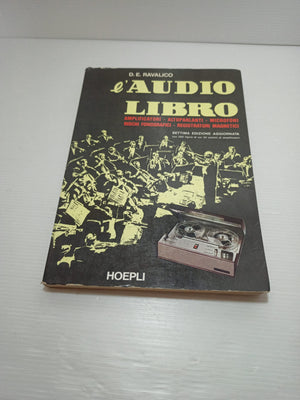 D. E. RAVALICO
l'AUDIO
LIBRO
AMPLIFICATORI - ALTOPARLANTI - MICROFONI
DISCHI FONOGRAFICI - REGISTRATORI MAGNETICI
SETTIMA EDIZIONE AGGIORNATA
HOEPLI